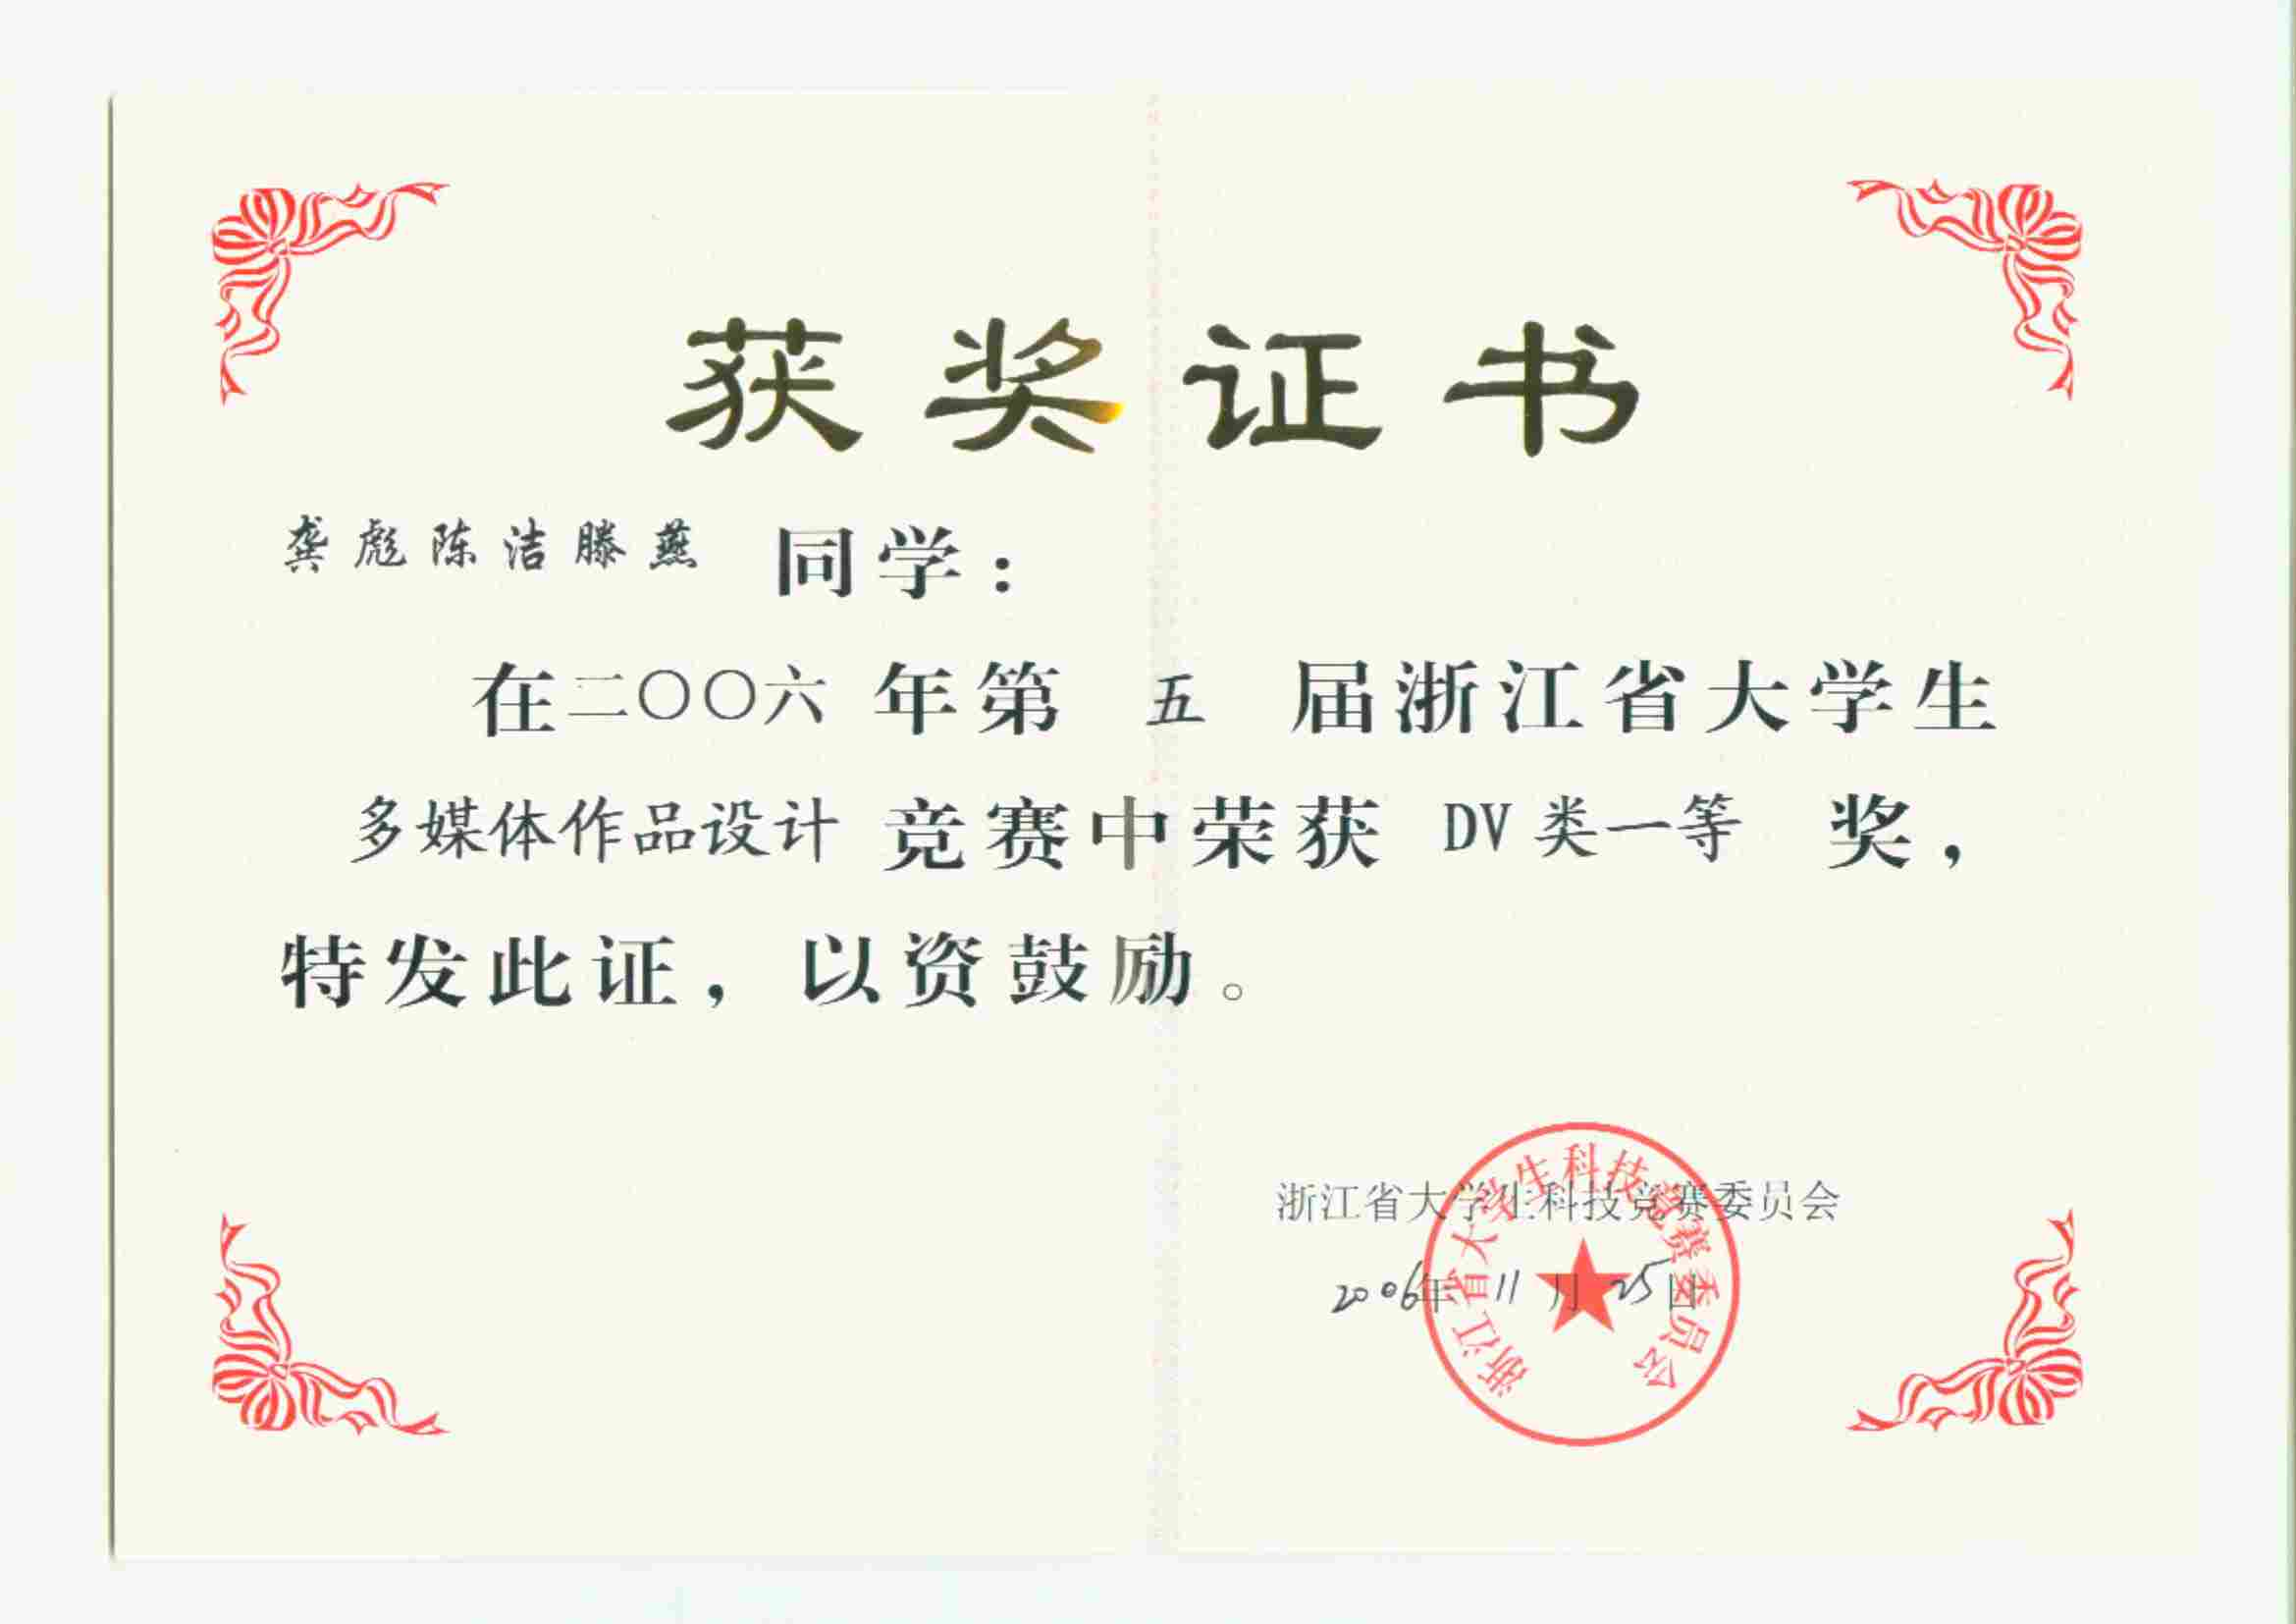 获奖证书
龚彪陈洁滕燕 同学：
在二〇〇六 年第 五 届浙江省大学生
多媒体作品设计 竞赛中荣获 DV类一等 奖，
特发此证，以资鼓励。
浙江省大学生科技竞赛委员会
2006年 11 月 25日
浙江省大学生科技竞赛委员会